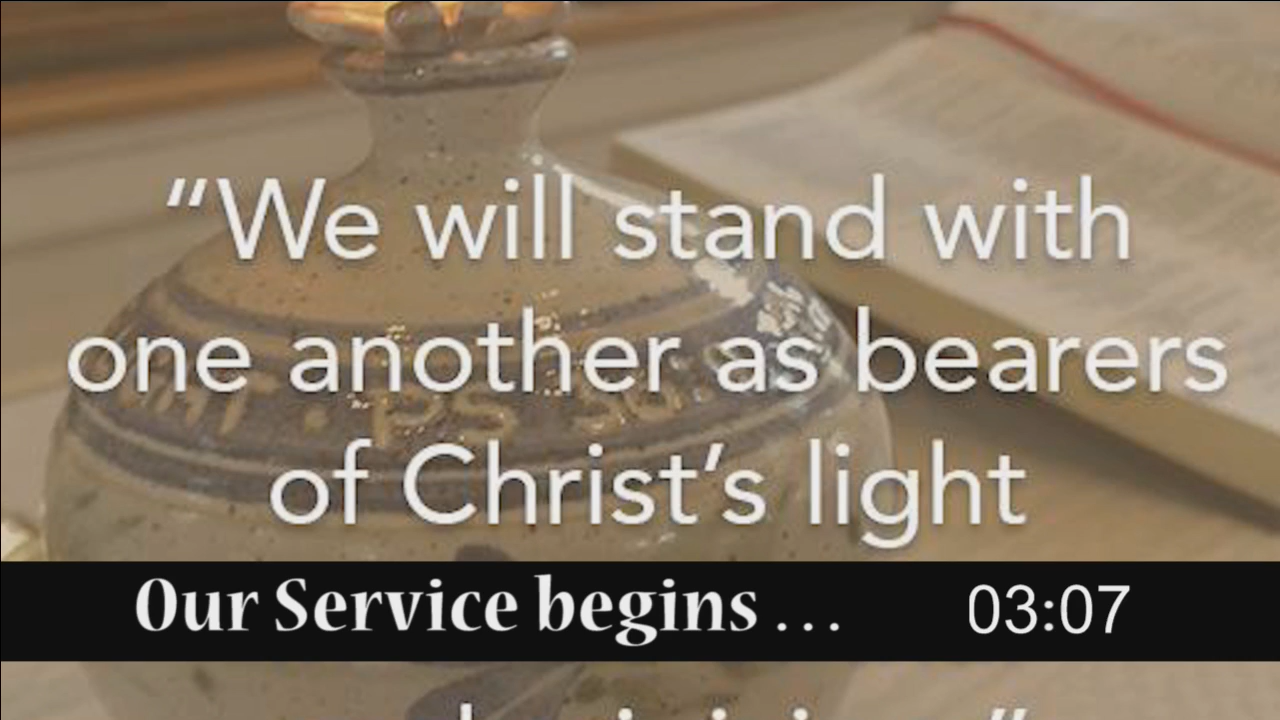 “We will stand with
one another as bearers
of Christ’s light
Our Service begins . . .
03:07